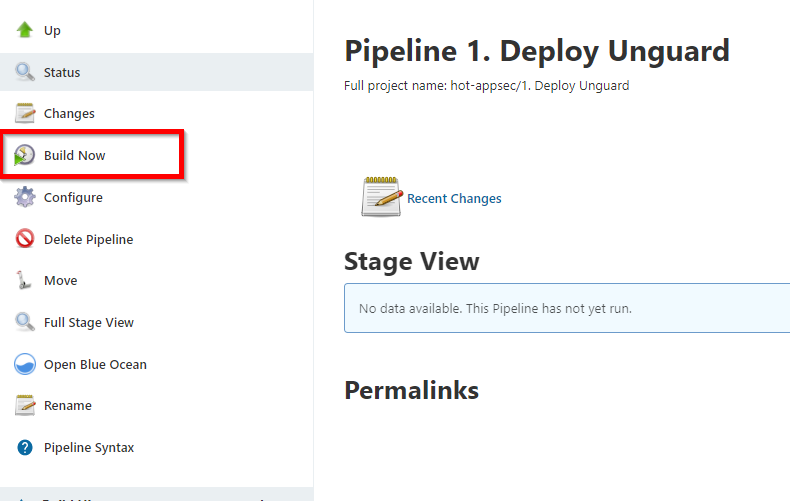 Up
Status
Changes
Build Now
Configure
Delete Pipeline
Move
Full Stage View
Open Blue Ocean
Rename
Pipeline Syntax
Pipeline 1. Deploy Unguard
Full project name: hot-appsec/1. Deploy Unguard
Recent Changes
Stage View
No data available. This Pipeline has not yet run.
Permalinks